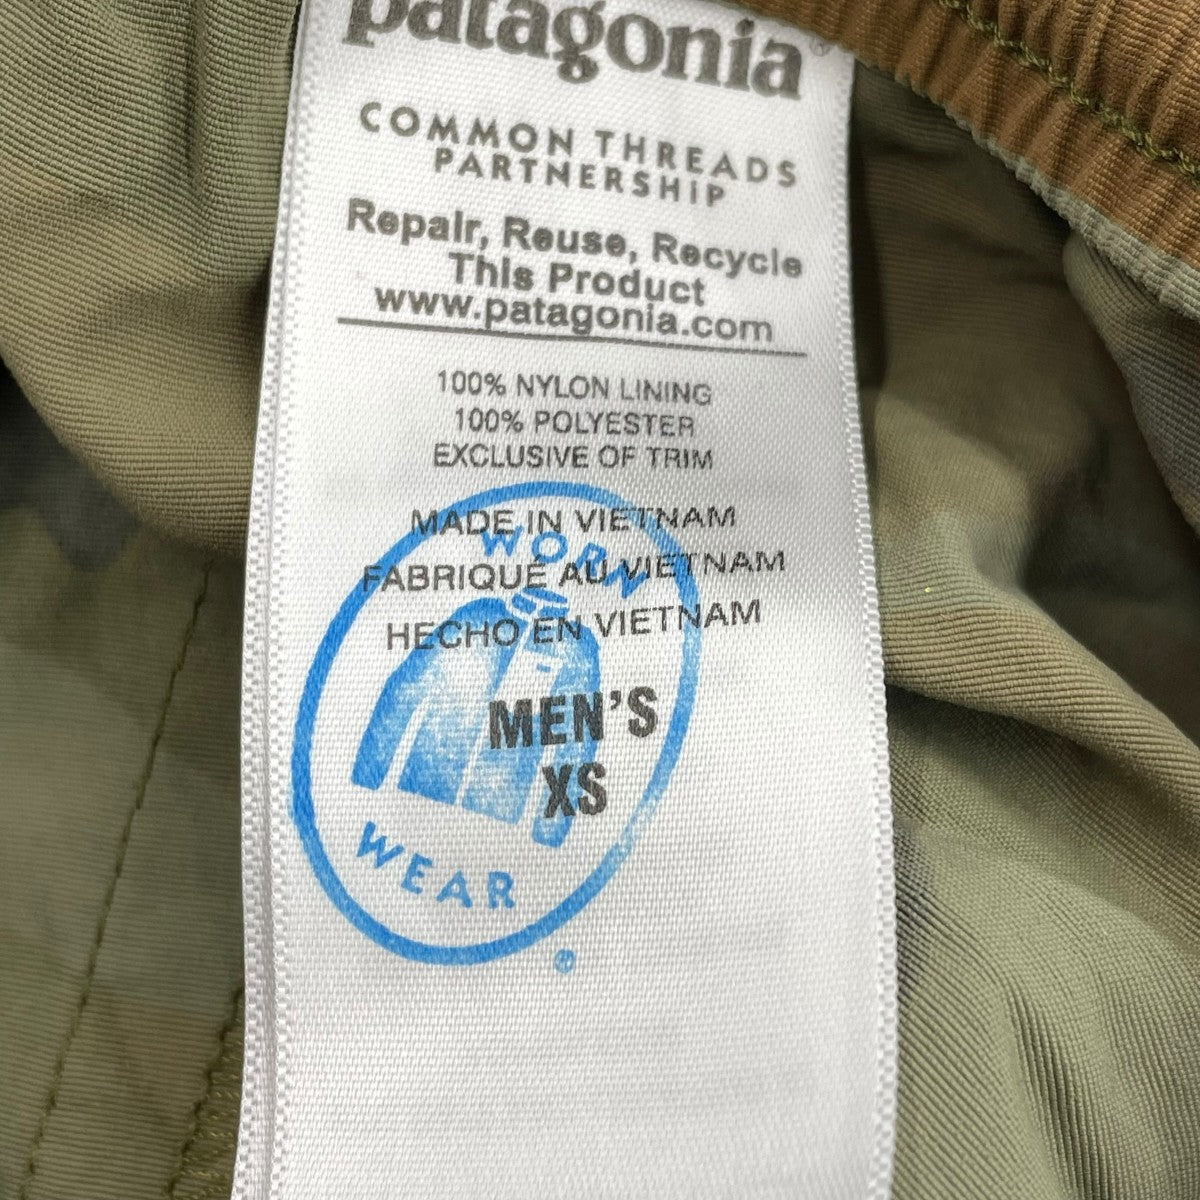 patagonia®
COMMON THREADS
PARTNERSHIP
Repair, Reuse, Recycle
This Product
www.patagonia.com
100% NYLON LINING
100% POLYESTER
EXCLUSIVE OF TRIM
MADE IN VIETNAM
WORN
FABRIQUÉ AU VIETNAM
HECHO EN VIETNAM
MEN'S
XS
WEAR
®